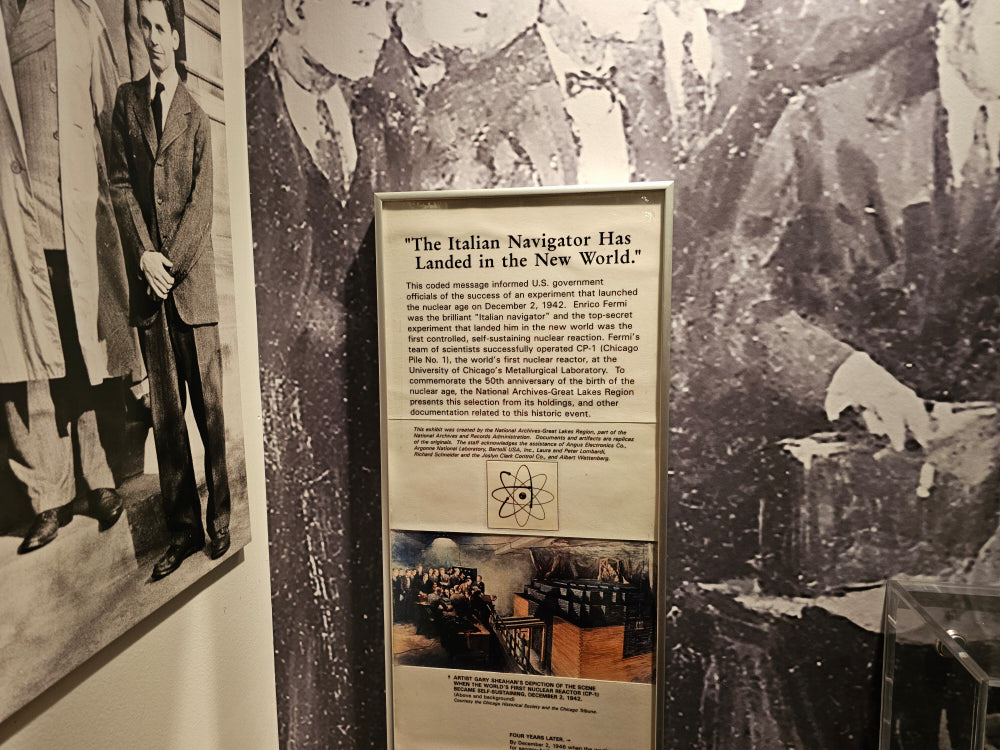 "The Italian Navigator Has
Landed in the New World."
This coded message informed U.S. government
officials of the success of an experiment that launched
the nuclear age on December 2, 1942. Enrico Fermi
was the brilliant "Italian navigator" and the top-secret
experiment that landed him in the new world was the
first controlled, self-sustaining nuclear reaction. Fermi's
team of scientists successfully operated CP-1 (Chicago
Pile No. 1), the world's first nuclear reactor, at the
University of Chicago's Metallurgical Laboratory. To
commemorate the 50th anniversary of the birth of the
nuclear age, the National Archives-Great Lakes Region
presents this selection from its holdings, and other
documentation related to this historic event.
This exhibit was created by the National Archives-Great Lakes Region, part of the
National Archives and Records Administration. Documents and artifacts are replicas
of the originals. The staff acknowledges the assistance of Angus Electronics Co.,
Argonne National Laboratory, Bertolli USA, Inc., Laura and Peter Lombardi,
Richard Schneider and the Joslyn Clark Control Co., and Albert Wattenberg.
↑ ARTIST GARY SHEAHAN'S DEPICTION OF THE SCENE
WHEN THE WORLD'S FIRST NUCLEAR REACTOR (CP-1)
BECAME SELF-SUSTAINING, DECEMBER 2, 1942.
(Above and background)
Courtesy the Chicago Historical Society and the Chicago Tribune.
FOUR YEARS LATER. →
By December 2, 1946 when the